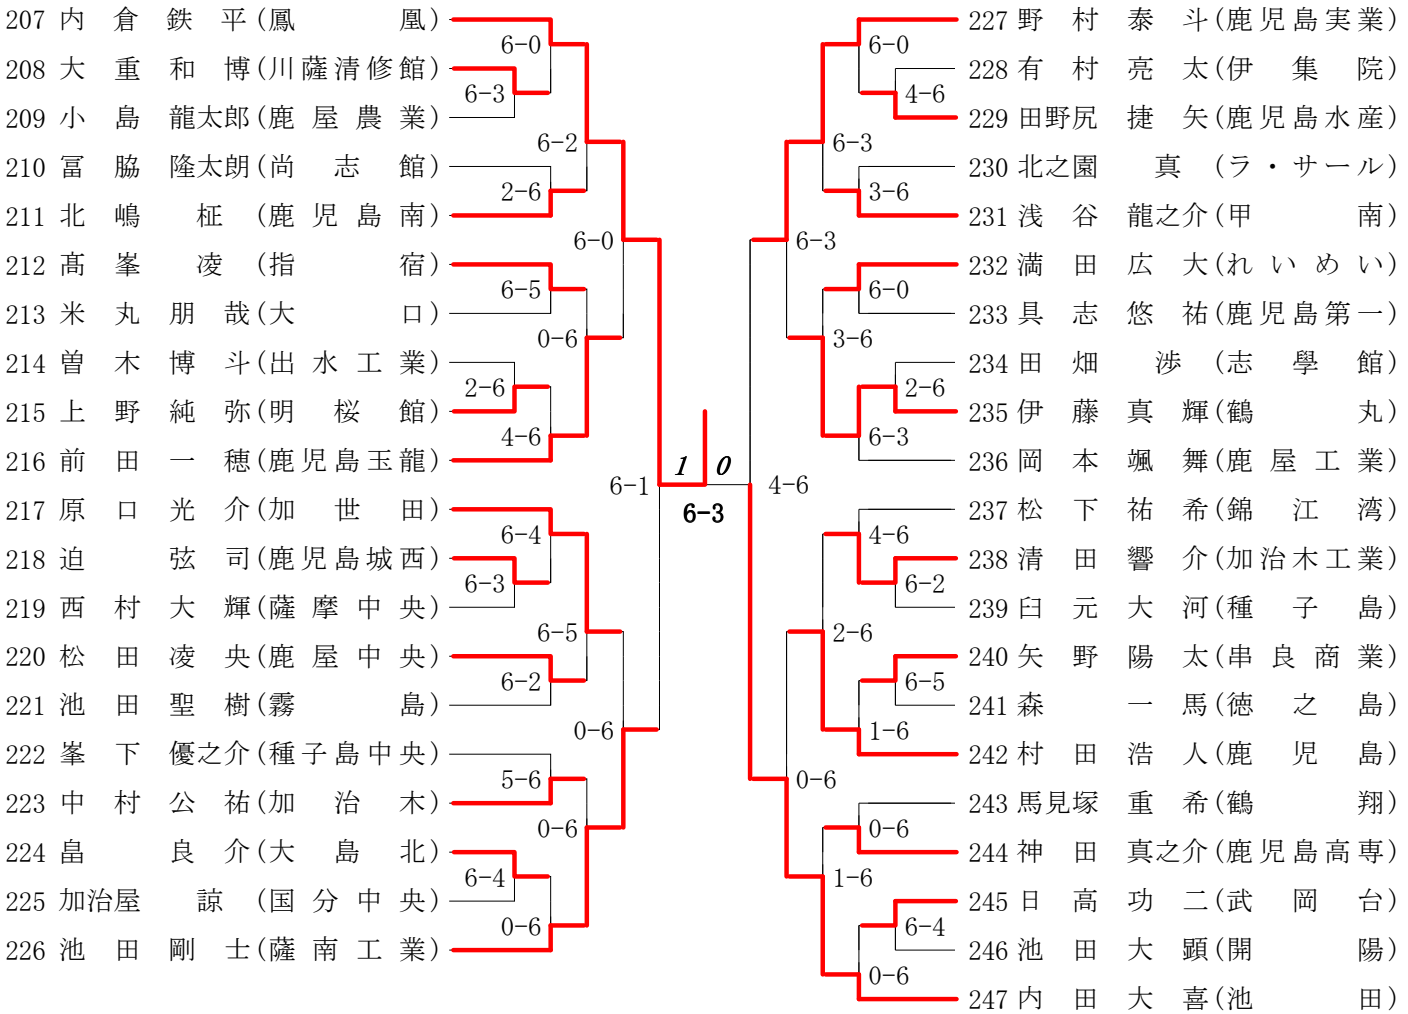 207 内倉鉄平(鳳凰)
6-0
208 大重和博(川薩清修館)
6-3
209 小島龍太郎(鹿屋農業)
6-2
210 冨脇隆太朗(尚志館)
2-6
211 北嶋柾(鹿児島南)
6-0
212 髙峯凌(指宿)
6-5
213 米丸朋哉(大口)
0-6
214 曽木博斗(出水工業)
2-6
215 上野純弥(明桜館)
4-6
216 前田一穂(鹿児島玉龍)
6-1
217 原口光介(加世田)
6-4
218 迫弦司(鹿児島城西)
6-3
219 西村大輝(薩摩中央)
6-5
220 松田凌央(鹿屋中央)
6-2
221 池田聖樹(霧島)
0-6
222 峯下優之介(種子島中央)
5-6
223 中村公祐(加治木)
0-6
224 畠良介(大島北)
6-4
225 加治屋諒(国分中央)
0-6
226 池田剛士(薩南工業)
1 0
6-3
227 野村泰斗(鹿児島実業)
6-0
228 有村亮太(伊集院)
4-6
229 田野尻捷矢(鹿児島水産)
6-3
230 北之園真(ラ・サール)
3-6
231 浅谷龍之介(甲南)
6-3
232 満田広大(れいめい)
6-0
233 具志悠祐(鹿児島第一)
3-6
234 田畑渉(志學館)
2-6
235 伊藤真輝(鶴丸)
6-3
236 岡本颯舞(鹿屋工業)
4-6
237 松下祐希(錦江湾)
4-6
238 清田響介(加治木工業)
6-2
239 臼元大河(種子島)
2-6
240 矢野陽太(串良商業)
6-5
241 森一馬(徳之島)
1-6
242 村田浩人(鹿児島)
0-6
243 馬見塚重希(鶴翔)
0-6
244 神田真之介(鹿児島高専)
1-6
245 日高功二(武岡台)
6-4
246 池田大顕(開陽)
0-6
247 内田大喜(池田)